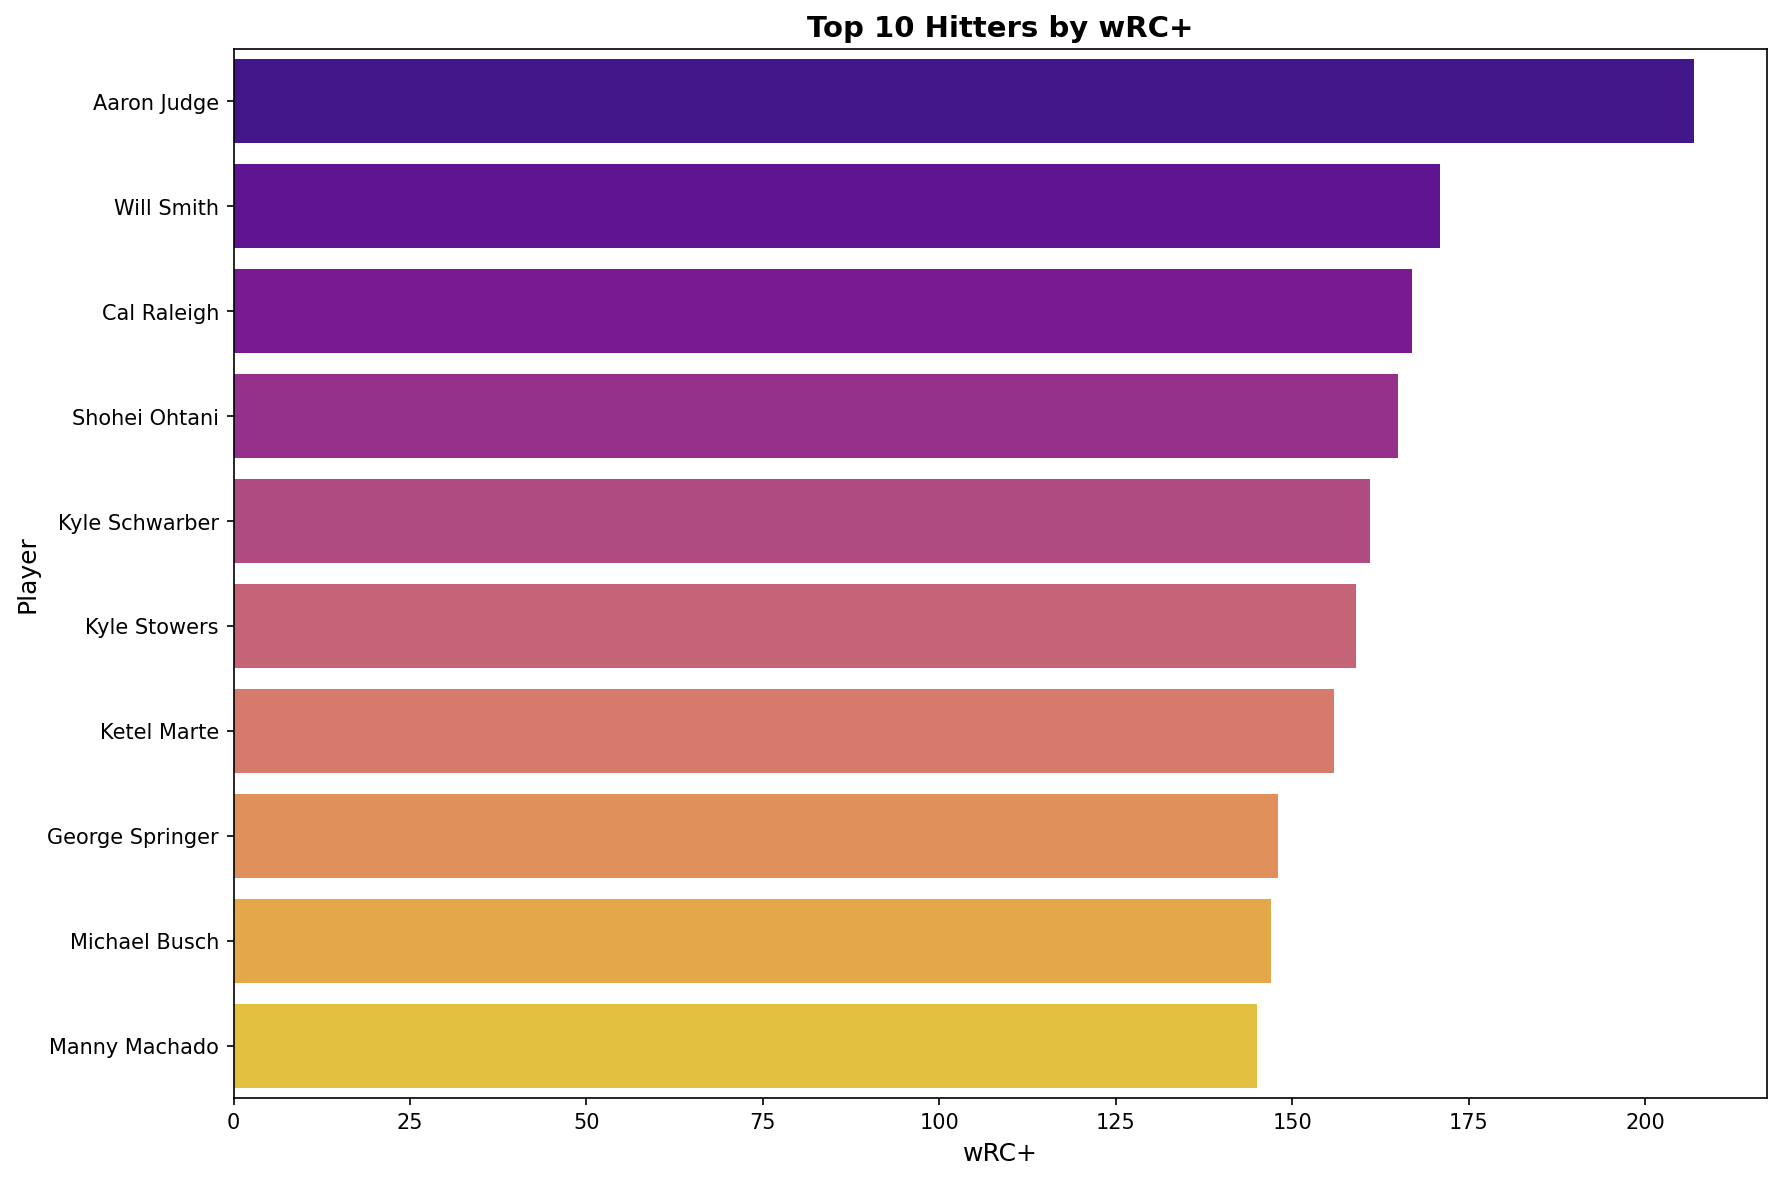 Top 10 Hitters by wRC+
Aaron Judge
Will Smith
Cal Raleigh
Shohei Ohtani
Kyle Schwarber
Kyle Stowers
Ketel Marte
George Springer
Michael Busch
Manny Machado
Player
0 25 50 75 100 125 150 175 200
wRC+